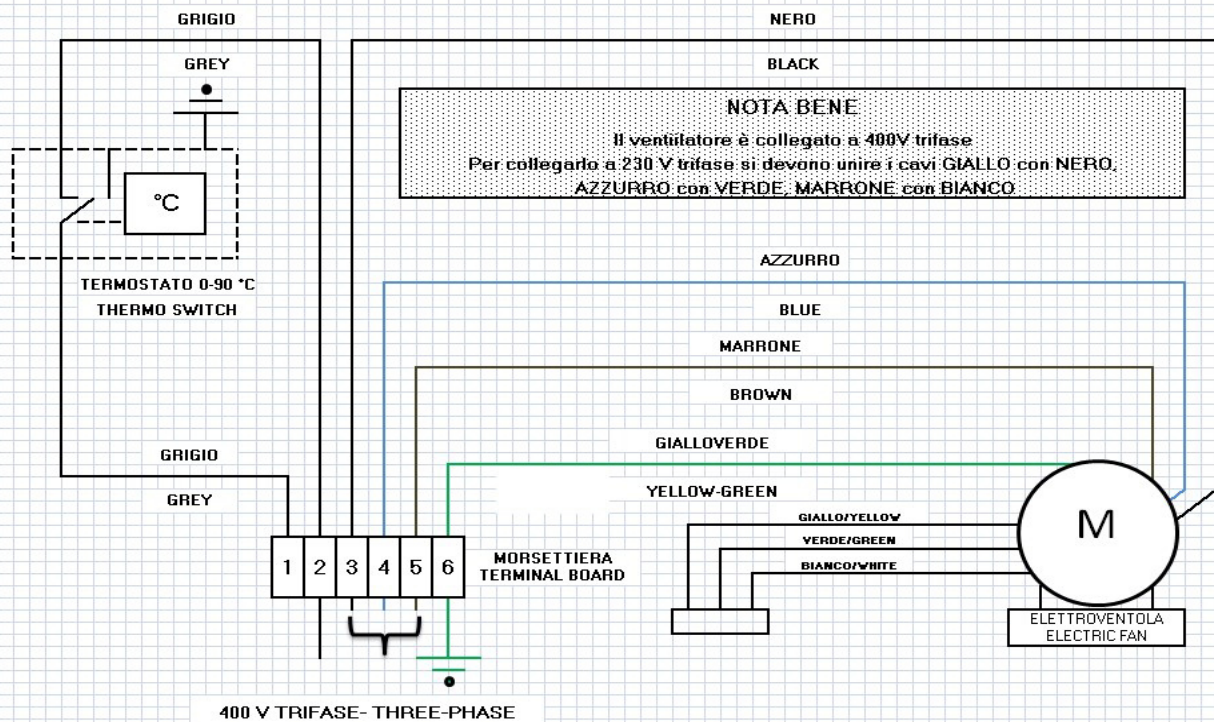 GRIGIO
GREY
NERO
BLACK
NOTA BENE
Il ventiilatore è collegato a 400V trifase
Per collegarlo a 230 V trifase si devono unire i cavi GIALLO con NERO,
AZZURRO con VERDE, MARRONE con BIANCO
°C
TERMOSTATO 0-90 °C
THERMO SWITCH
AZZURRO
BLUE
MARRONE
BROWN
GIALLOVERDE
YELLOW-GREEN
GRIGIO
GREY
GIALLO/YELLOW
VERDE/GREEN
BIANCO/WHITE
M
ELETTROVENTOLA
ELECTRIC FAN
1 2 3 4 5 6
MORSETTIERA
TERMINAL BOARD
400 V TRIFASE- THREE-PHASE